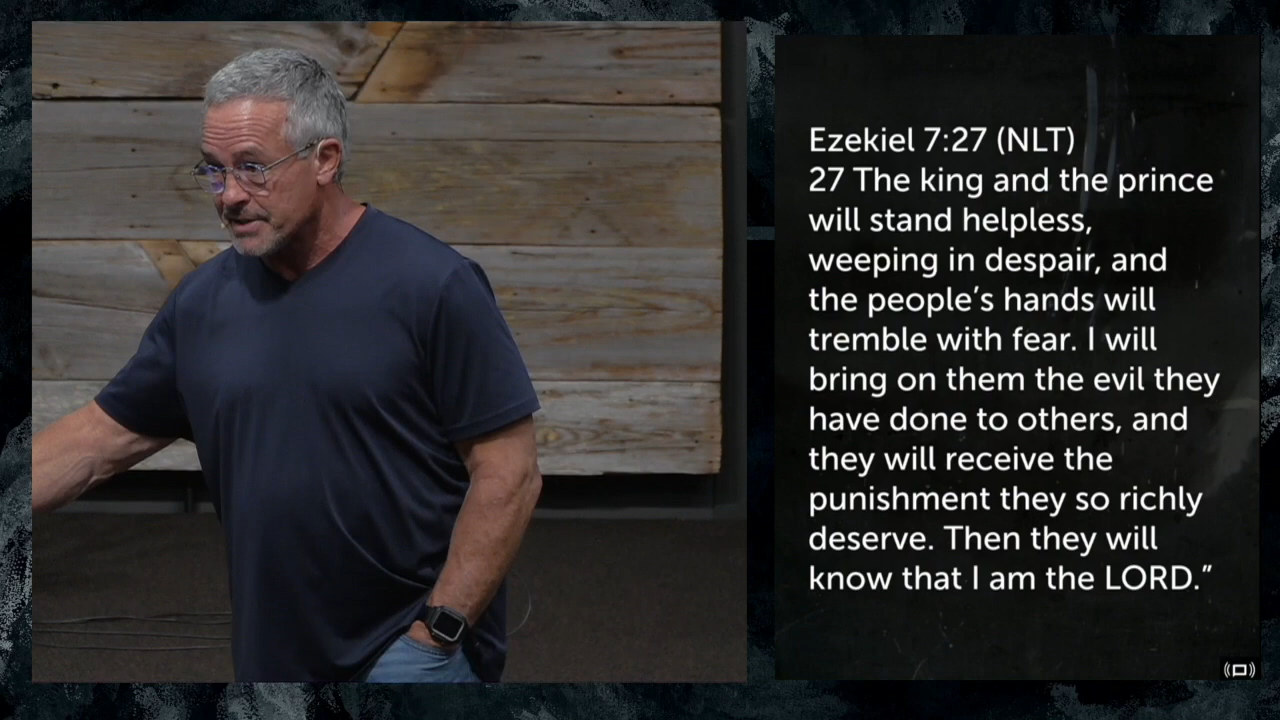 Ezekiel 7:27 (NLT)
27 The king and the prince
will stand helpless,
weeping in despair, and
the people’s hands will
tremble with fear. I will
bring on them the evil they
have done to others, and
they will receive the
punishment they so richly
deserve. Then they will
know that I am the LORD.”